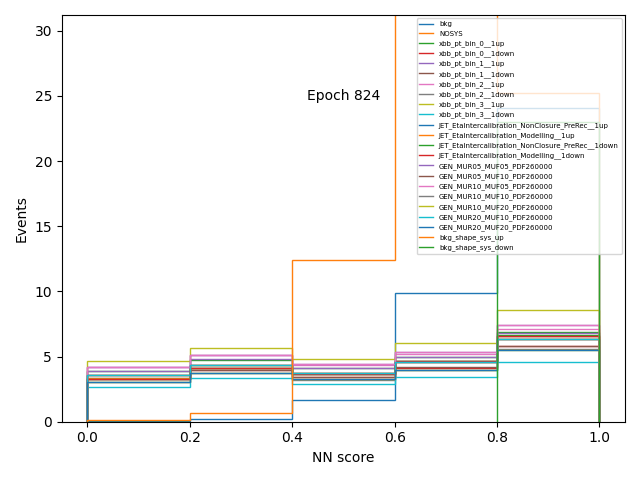 30
25
20
15
10
5
0
Events
Epoch 824
bkg
NOSYS
xbb_pt_bin_0__1up
xbb_pt_bin_0__1down
xbb_pt_bin_1__1up
xbb_pt_bin_1__1down
xbb_pt_bin_2__1up
xbb_pt_bin_2__1down
xbb_pt_bin_3__1up
xbb_pt_bin_3__1down
JET_EtaIntercalibration_NonClosure_PreRec__1up
JET_EtaIntercalibration_Modelling__1up
JET_EtaIntercalibration_NonClosure_PreRec__1down
JET_EtaIntercalibration_Modelling__1down
GEN_MUR05_MUF05_PDF260000
GEN_MUR05_MUF10_PDF260000
GEN_MUR10_MUF05_PDF260000
GEN_MUR10_MUF10_PDF260000
GEN_MUR10_MUF20_PDF260000
GEN_MUR20_MUF10_PDF260000
GEN_MUR20_MUF20_PDF260000
bkg_shape_sys_up
bkg_shape_sys_down
0.0 0.2 0.4 0.6 0.8 1.0
NN score